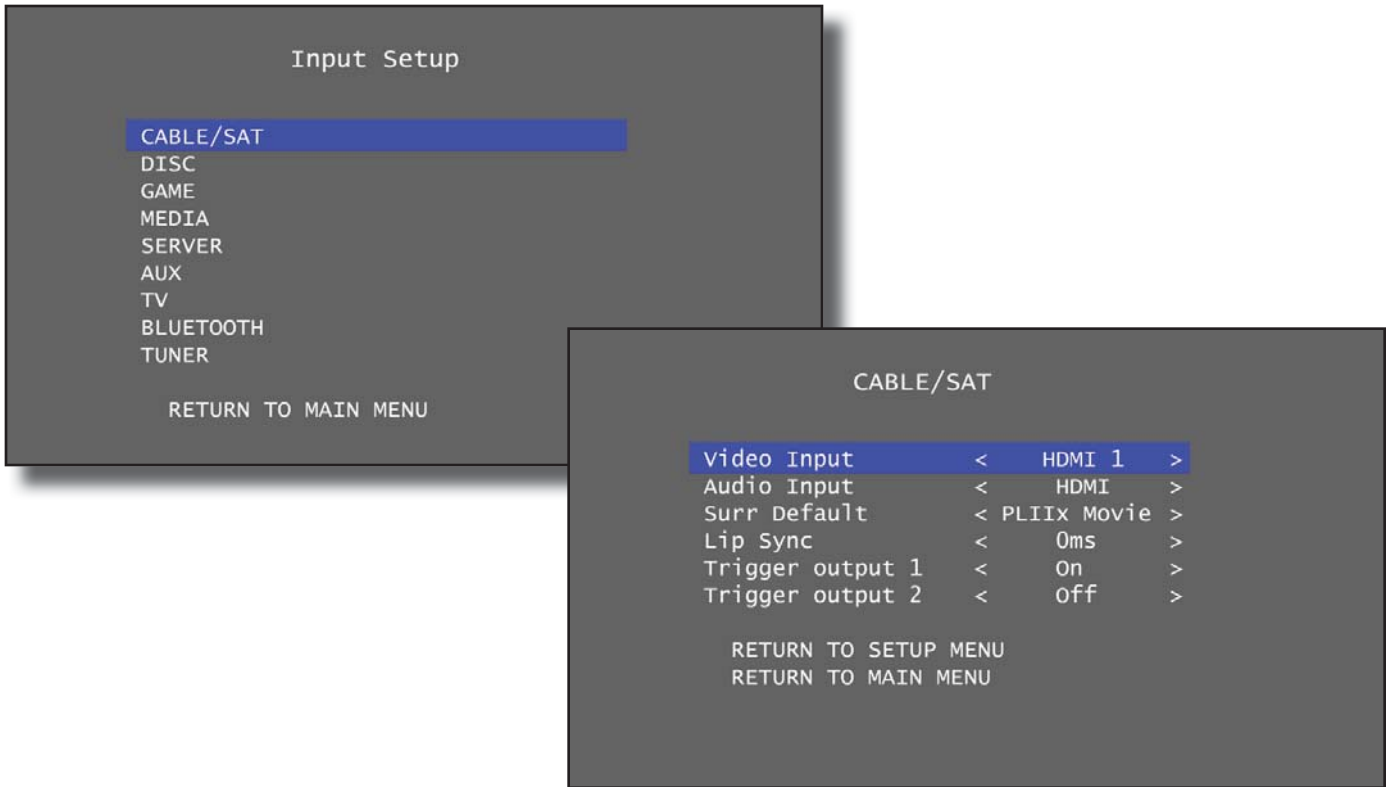 Input Setup
CABLE/SAT
DISC
GAME
MEDIA
SERVER
AUX
TV
BLUETOOTH
TUNER
RETURN TO MAIN MENU
CABLE/SAT
Video Input < HDMI 1 >
Audio Input < HDMI >
Surr Default < PLIIx Movie >
Lip Sync < 0ms >
Trigger output 1 < On >
Trigger output 2 < Off >
RETURN TO SETUP MENU
RETURN TO MAIN MENU